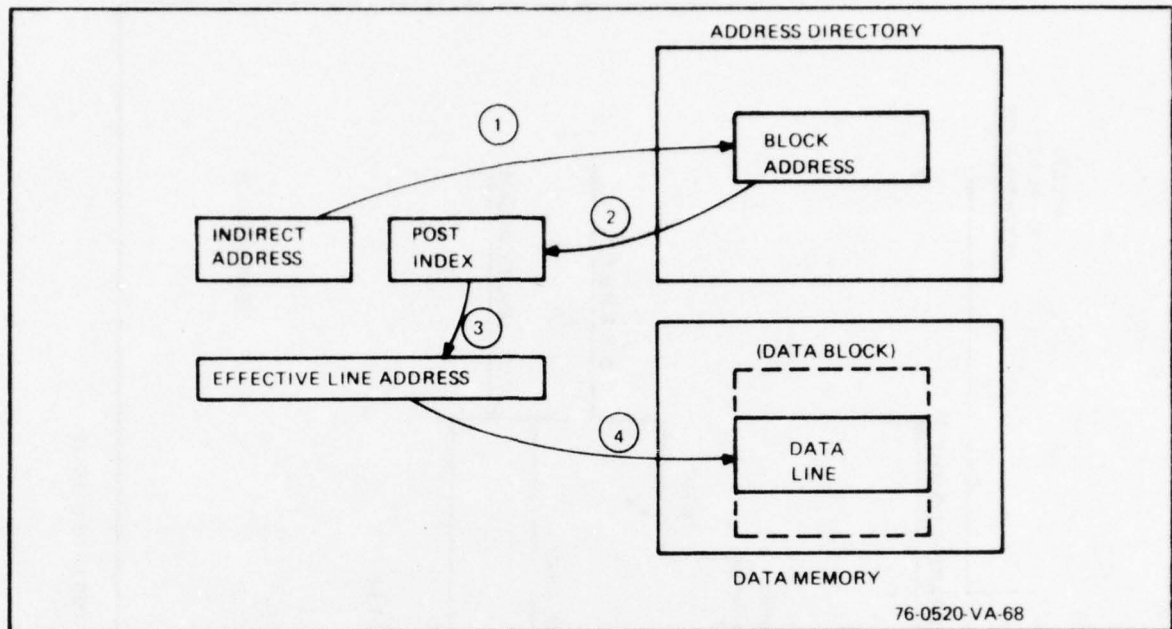 ADDRESS DIRECTORY
1
BLOCK
ADDRESS
2
INDIRECT
ADDRESS
POST
INDEX
3
(DATA BLOCK)
EFFECTIVE LINE ADDRESS
4
DATA
LINE
DATA MEMORY
76-0520-VA-68